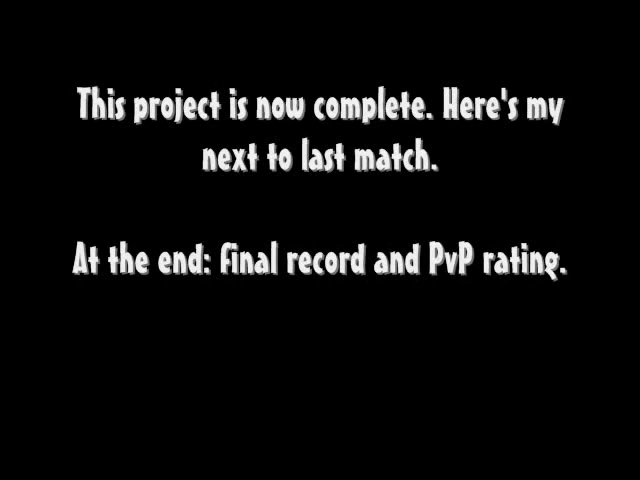 This project is now complete. Here's my
next to last match.
At the end: final record and PvP rating.